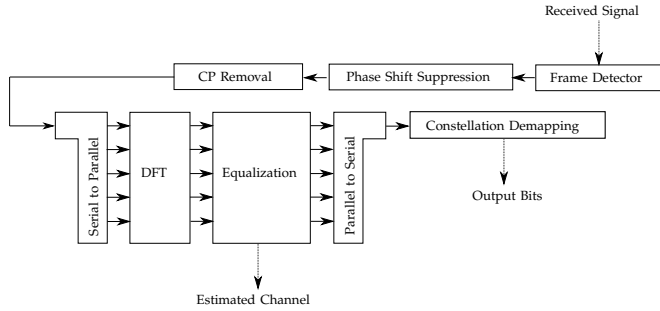 Received Signal
CP Removal
Phase Shift Suppression
Frame Detector
Serial to Parallel
DFT
Equalization
Parallel to Serial
Constellation Demapping
Output Bits
Estimated Channel